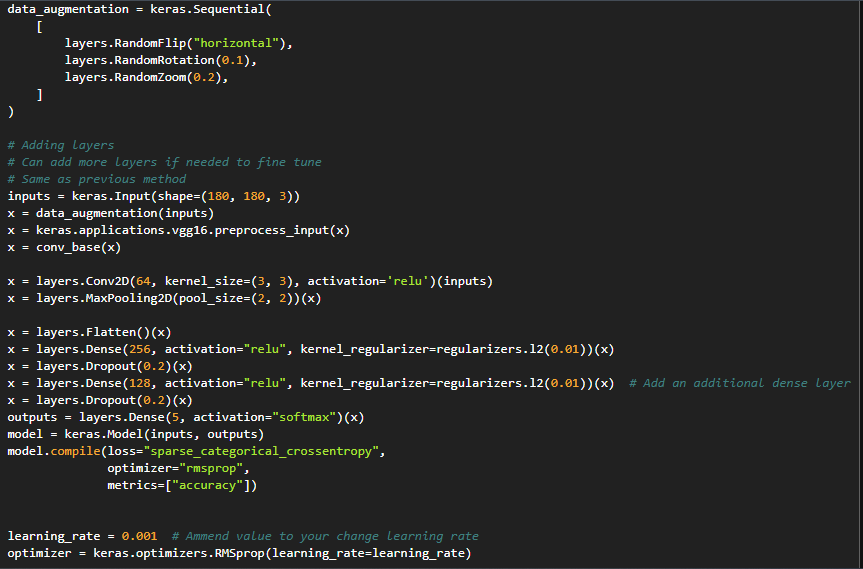 data_augmentation = keras.Sequential(
    [
        layers.RandomFlip("horizontal"),
        layers.RandomRotation(0.1),
        layers.RandomZoom(0.2),
    ]
)
# Adding layers
# Can add more layers if needed to fine tune
# Same as previous method
inputs = keras.Input(shape=(180, 180, 3))
x = data_augmentation(inputs)
x = keras.applications.vgg16.preprocess_input(x)
x = conv_base(x)
x = layers.Conv2D(64, kernel_size=(3, 3), activation='relu')(inputs)
x = layers.MaxPooling2D(pool_size=(2, 2))(x)
x = layers.Flatten()(x)
x = layers.Dense(256, activation="relu", kernel_regularizer=regularizers.l2(0.01))(x)
x = layers.Dropout(0.2)(x)
x = layers.Dense(128, activation="relu", kernel_regularizer=regularizers.l2(0.01))(x)  # Add an additional dense layer
x = layers.Dropout(0.2)(x)
outputs = layers.Dense(5, activation="softmax")(x)
model = keras.Model(inputs, outputs)
model.compile(loss="sparse_categorical_crossentropy",
              optimizer="rmsprop",
              metrics=["accuracy"])
learning_rate = 0.001  # Ammend value to your change learning rate
optimizer = keras.optimizers.RMSprop(learning_rate=learning_rate)